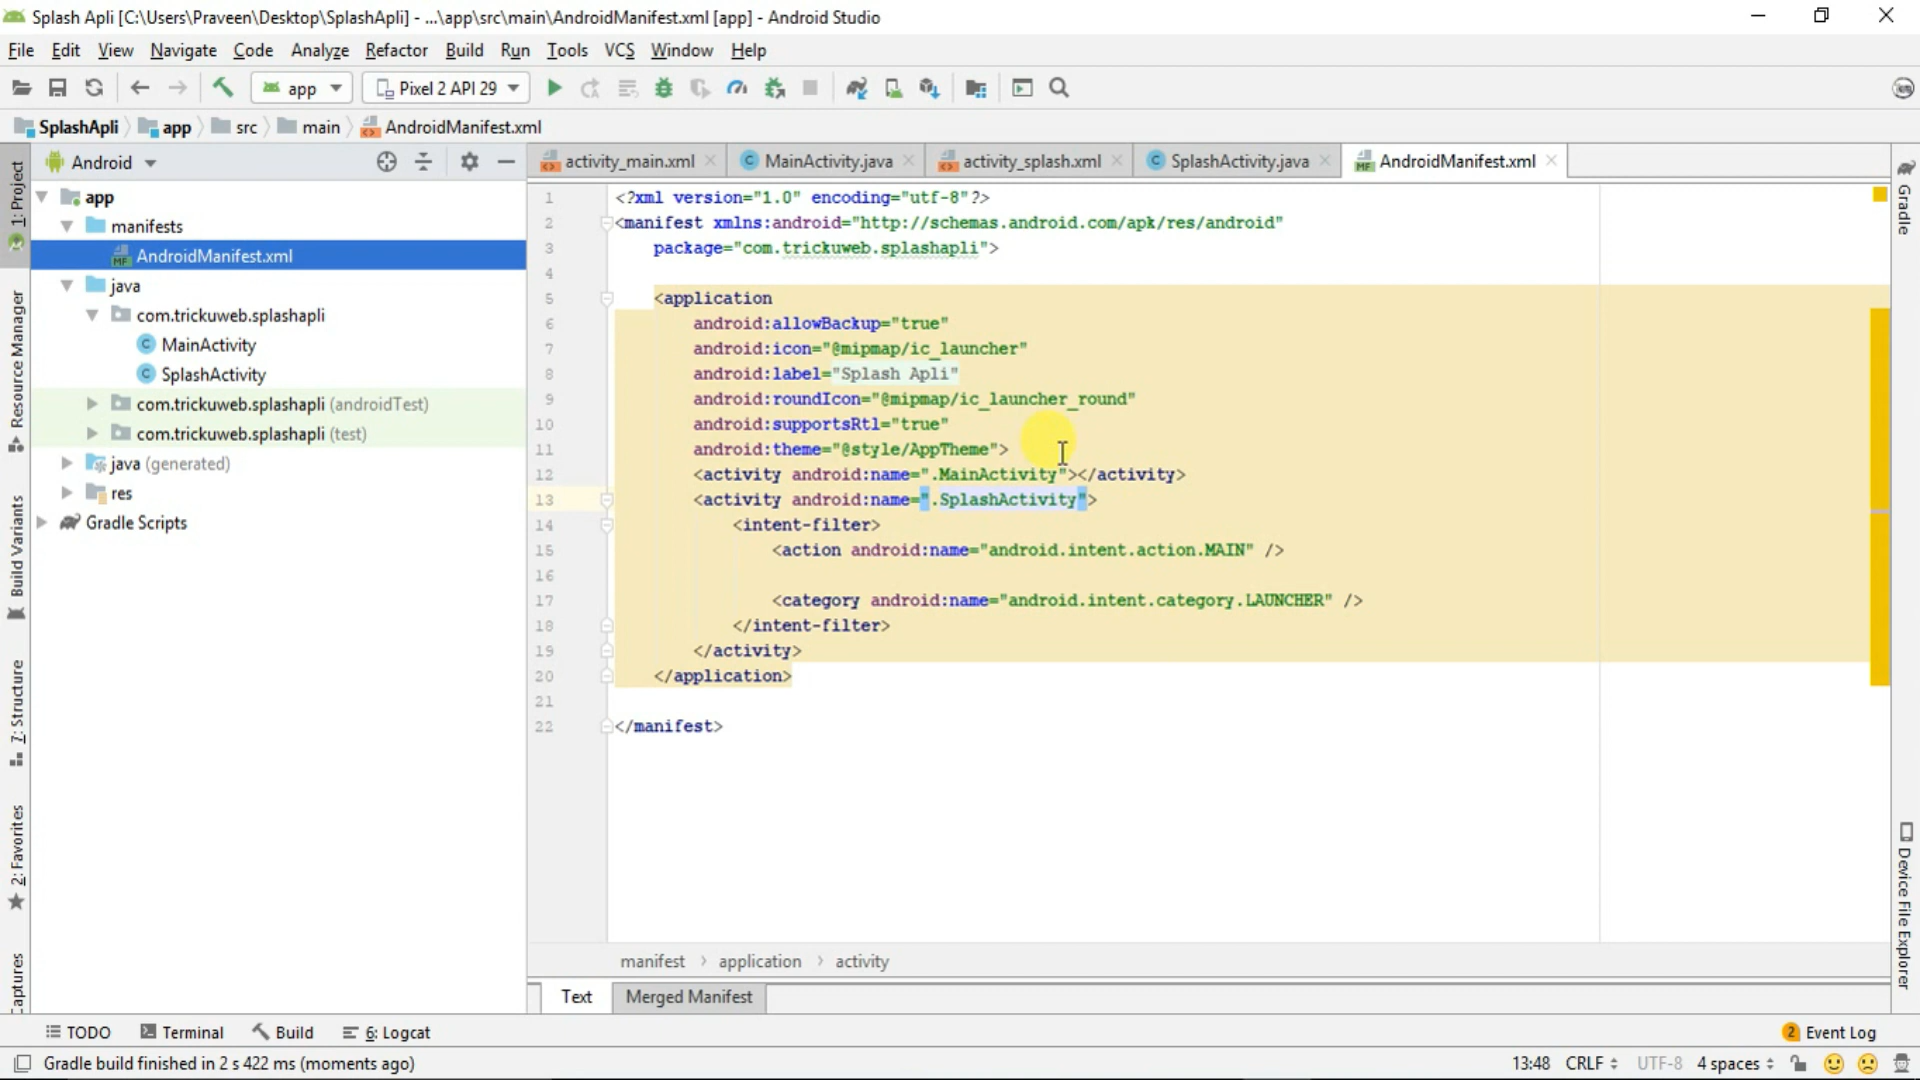 Splash Apli [C:\Users\Praveen\Desktop\SplashApli] - ...\app\src\main\AndroidManifest.xml [app] - Android Studio
File Edit View Navigate Code Analyze Refactor Build Run Tools VCS Window Help
app Pixel 2 API 29
SplashApli app src main AndroidManifest.xml
Android
activity_main.xml MainActivity.java activity_splash.xml SplashActivity.java AndroidManifest.xml
1: Project
Resource Manager
Build Variants
7: Structure
2: Favorites
Captures
app
manifests
AndroidManifest.xml
java
com.trickuweb.splashapli
MainActivity
SplashActivity
com.trickuweb.splashapli (androidTest)
com.trickuweb.splashapli (test)
java (generated)
res
Gradle Scripts
1 <?xml version="1.0" encoding="utf-8"?>
2 <manifest xmlns:android="http://schemas.android.com/apk/res/android"
3 package="com.trickuweb.splashapli">
4
5 <application
6 android:allowBackup="true"
7 android:icon="@mipmap/ic_launcher"
8 android:label="Splash Apli"
9 android:roundIcon="@mipmap/ic_launcher_round"
10 android:supportsRtl="true"
11 android:theme="@style/AppTheme">
12 <activity android:name=".MainActivity"></activity>
13 <activity android:name=".SplashActivity">
14 <intent-filter>
15 <action android:name="android.intent.action.MAIN" />
16
17 <category android:name="android.intent.category.LAUNCHER" />
18 </intent-filter>
19 </activity>
20 </application>
21
22 </manifest>
Gradle
Device File Explorer
manifest > application > activity
Text Merged Manifest
TODO Terminal Build 6: Logcat 2 Event Log
Gradle build finished in 2 s 422 ms (moments ago) 13:48 CRLF UTF-8 4 spaces